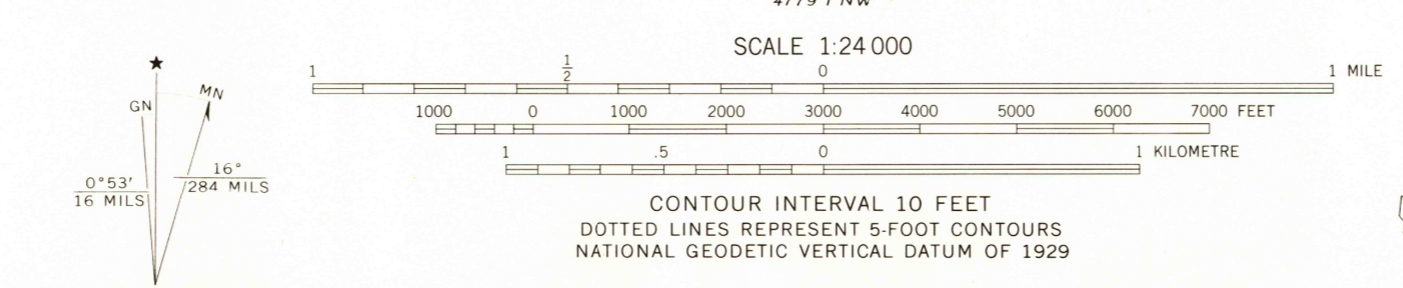 4779 I NW
SCALE 1:24 000
1 1/2 0 1 MILE
1000 0 1000 2000 3000 4000 5000 6000 7000 FEET
1 .5 0 1 KILOMETRE
CONTOUR INTERVAL 10 FEET
DOTTED LINES REPRESENT 5-FOOT CONTOURS
NATIONAL GEODETIC VERTICAL DATUM OF 1929
★
GN
MN
0°53′
16 MILS
16°
284 MILS